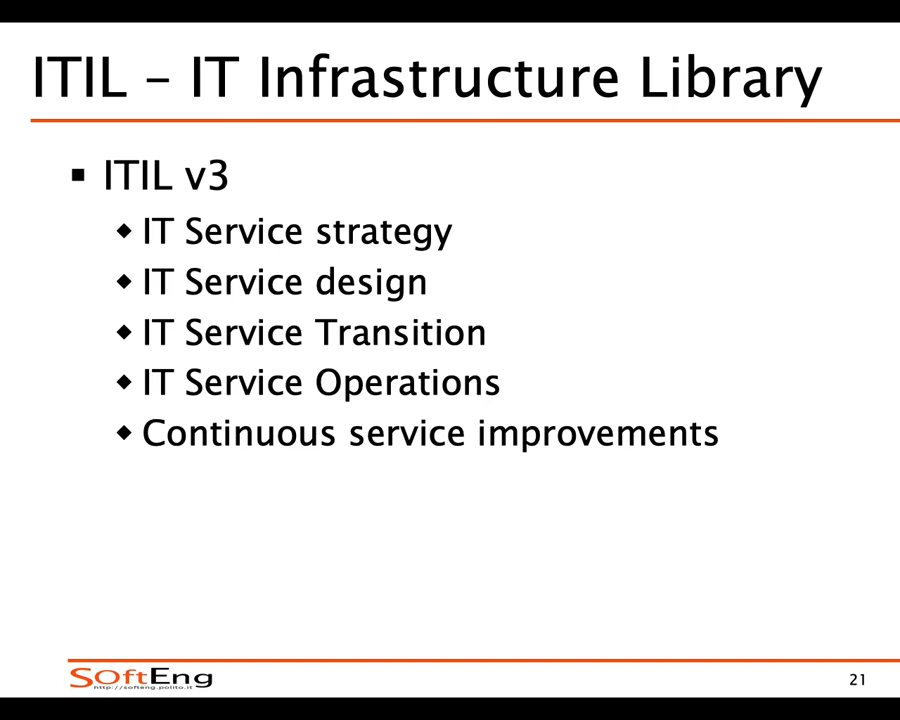 ITIL – IT Infrastructure Library
▪ ITIL v3
◆ IT Service strategy
◆ IT Service design
◆ IT Service Transition
◆ IT Service Operations
◆ Continuous service improvements
SOftEng
http://softeng.polito.it
21